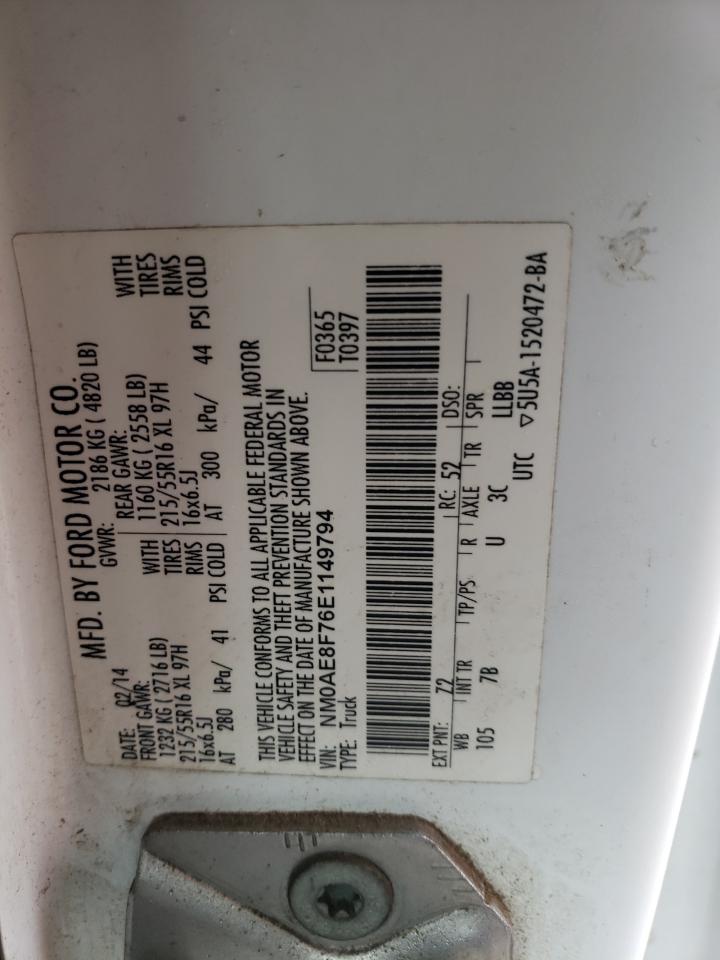 MFD. BY FORD MOTOR CO.
DATE: 02/14 GVWR: 2186 KG ( 4820 LB)
FRONT GAWR: WITH REAR GAWR: WITH
1232 KG ( 2716 LB) TIRES 1160 KG ( 2558 LB) TIRES
215/55R16 XL 97H RIMS 215/55R16 XL 97H RIMS
16x6.5J 16x6.5J
AT 280 kPa/ 41 PSI COLD AT 300 kPa/ 44 PSI COLD
THIS VEHICLE CONFORMS TO ALL APPLICABLE FEDERAL MOTOR
VEHICLE SAFETY AND THEFT PREVENTION STANDARDS IN
EFFECT ON THE DATE OF MANUFACTURE SHOWN ABOVE.
VIN: NM0AE8F76E1149794 F0365
TYPE: Truck T0397
EXT PNT: Z2 RC: 52 DSO:
WB INT TR TP/PS R AXLE TR SPR
105 7B U 3C LLBB
UTC ▽5U5A-1520472-BA